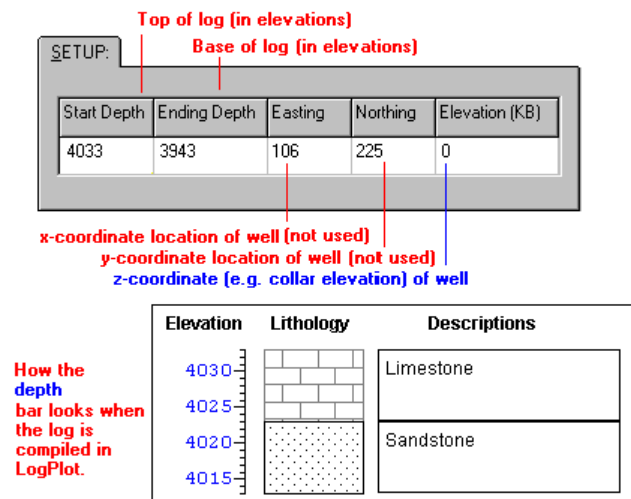 Top of log (in elevations)
Base of log (in elevations)
SETUP:
Start Depth Ending Depth Easting Northing Elevation (KB)
4033 3943 106 225 0
x-coordinate location of well (not used)
y-coordinate location of well (not used)
z-coordinate (e.g. collar elevation) of well
Elevation Lithology Descriptions
How the
depth
bar looks when
the log is
compiled in
LogPlot.
4030
4025
4020
4015
Limestone
Sandstone